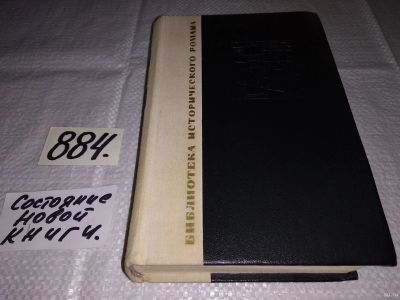 884.
Состояние
новой
книги.
БИБЛИОТЕКА ИСТОРИЧЕСКОГО РОМАНА